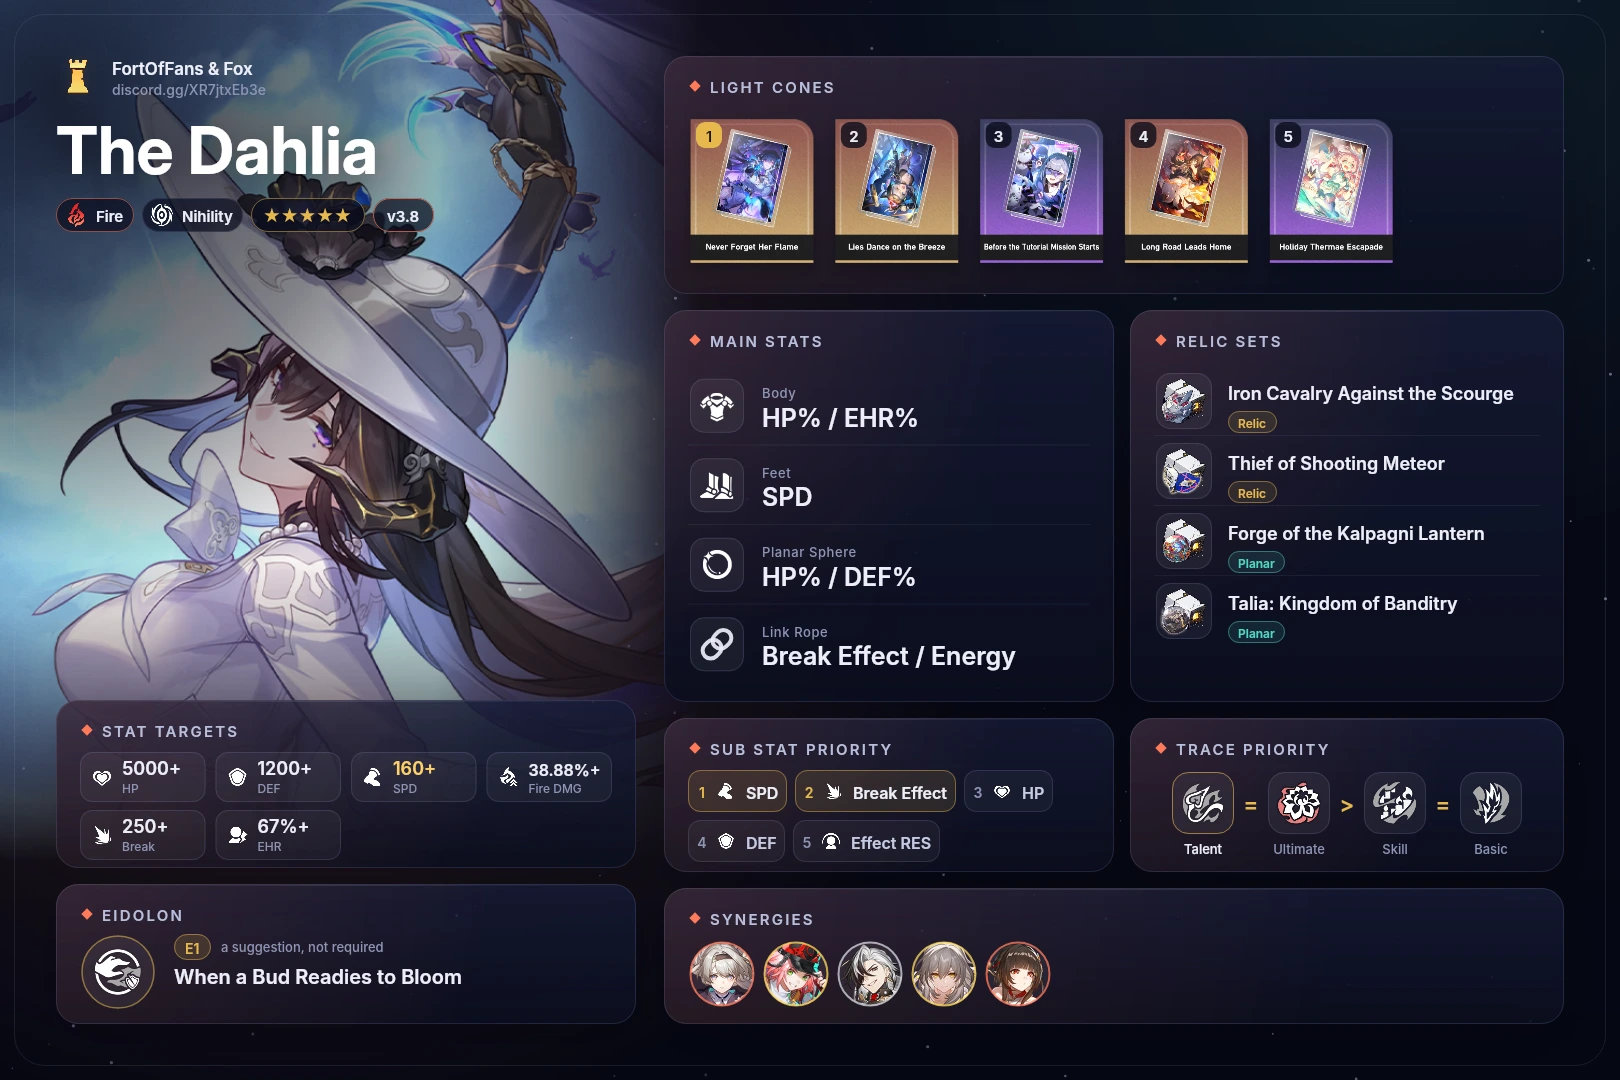 FortOfFans & Fox
discord.gg/XR7jtxEb3e
The Dahlia
Fire
Nihility
★★★★★
v3.8
LIGHT CONES
1
2
3
4
5
Never Forget Her Flame
Lies Dance on the Breeze
Before the Tutorial Mission Starts
Long Road Leads Home
Holiday Thermae Escapade
MAIN STATS
Body
HP% / EHR%
Feet
SPD
Planar Sphere
HP% / DEF%
Link Rope
Break Effect / Energy
RELIC SETS
Iron Cavalry Against the Scourge
Relic
Thief of Shooting Meteor
Relic
Forge of the Kalpagni Lantern
Planar
Talia: Kingdom of Banditry
Planar
STAT TARGETS
5000+
HP
1200+
DEF
160+
SPD
38.88%+
Fire DMG
250+
Break
67%+
EHR
SUB STAT PRIORITY
1 SPD
2 Break Effect
3 HP
4 DEF
5 Effect RES
TRACE PRIORITY
= > =
Talent
Ultimate
Skill
Basic
EIDOLON
E1 a suggestion, not required
When a Bud Readies to Bloom
SYNERGIES